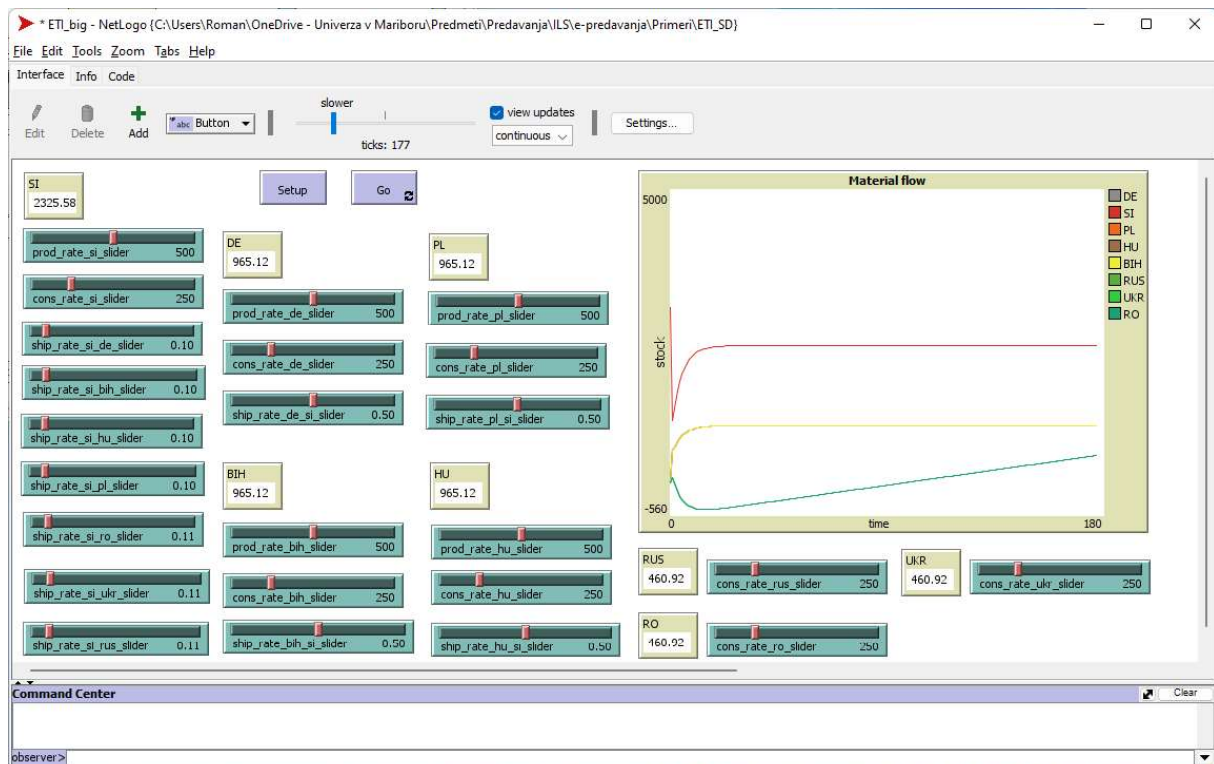 * ETI_big - NetLogo {C:\Users\Roman\OneDrive - Univerza v Mariboru\Predmeti\Predavanja\ILS\e-predavanja\Primeri\ETI_SD}
File Edit Tools Zoom Tabs Help
Interface Info Code
Edit
Delete
Add
abc Button
slower
ticks: 177
view updates
continuous
Settings...
SI
2325.58
Setup
Go
prod_rate_si_slider 500
cons_rate_si_slider 250
ship_rate_si_de_slider 0.10
ship_rate_si_bih_slider 0.10
ship_rate_si_hu_slider 0.10
ship_rate_si_pl_slider 0.10
ship_rate_si_ro_slider 0.11
ship_rate_si_ukr_slider 0.11
ship_rate_si_rus_slider 0.11
DE
965.12
prod_rate_de_slider 500
cons_rate_de_slider 250
ship_rate_de_si_slider 0.50
PL
965.12
prod_rate_pl_slider 500
cons_rate_pl_slider 250
ship_rate_pl_si_slider 0.50
BIH
965.12
prod_rate_bih_slider 500
cons_rate_bih_slider 250
ship_rate_bih_si_slider 0.50
HU
965.12
prod_rate_hu_slider 500
cons_rate_hu_slider 250
ship_rate_hu_si_slider 0.50
Material flow
5000
stock
-560
0
time
180
DE
SI
PL
HU
BIH
RUS
UKR
RO
RUS
460.92
cons_rate_rus_slider 250
UKR
460.92
cons_rate_ukr_slider 250
RO
460.92
cons_rate_ro_slider 250
Command Center
Clear
observer>